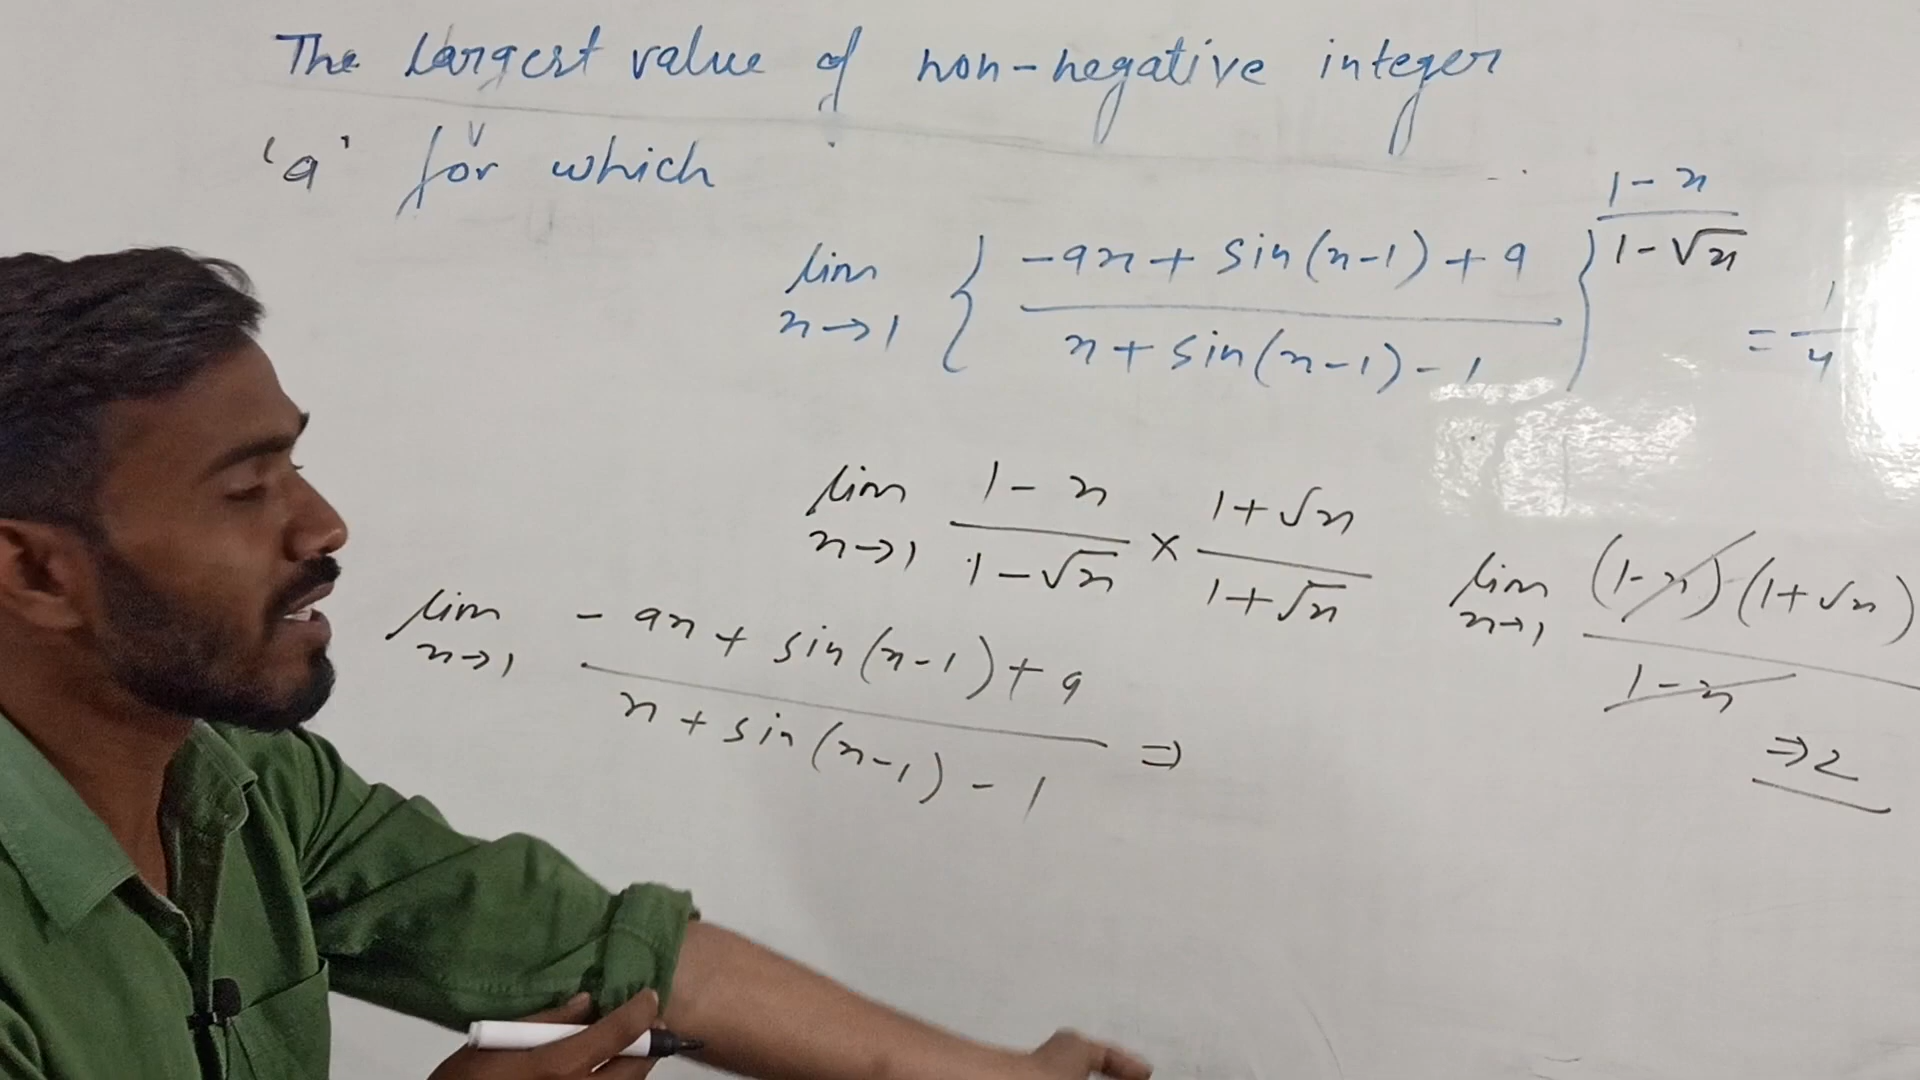 The largest value of non-negative integer
'a' for which
lim x→1 { (-ax + sin(x-1) + a) / (x + sin(x-1) - 1) }^((1-x)/(1-√x)) = 1/4
lim x→1 (1-x)/(1-√x) × (1+√x)/(1+√x)
lim x→1 (1-x)(1+√x) / (1-x)
⇒ 2
lim x→1 (-ax + sin(x-1) + a) / (x + sin(x-1) - 1) ⇒